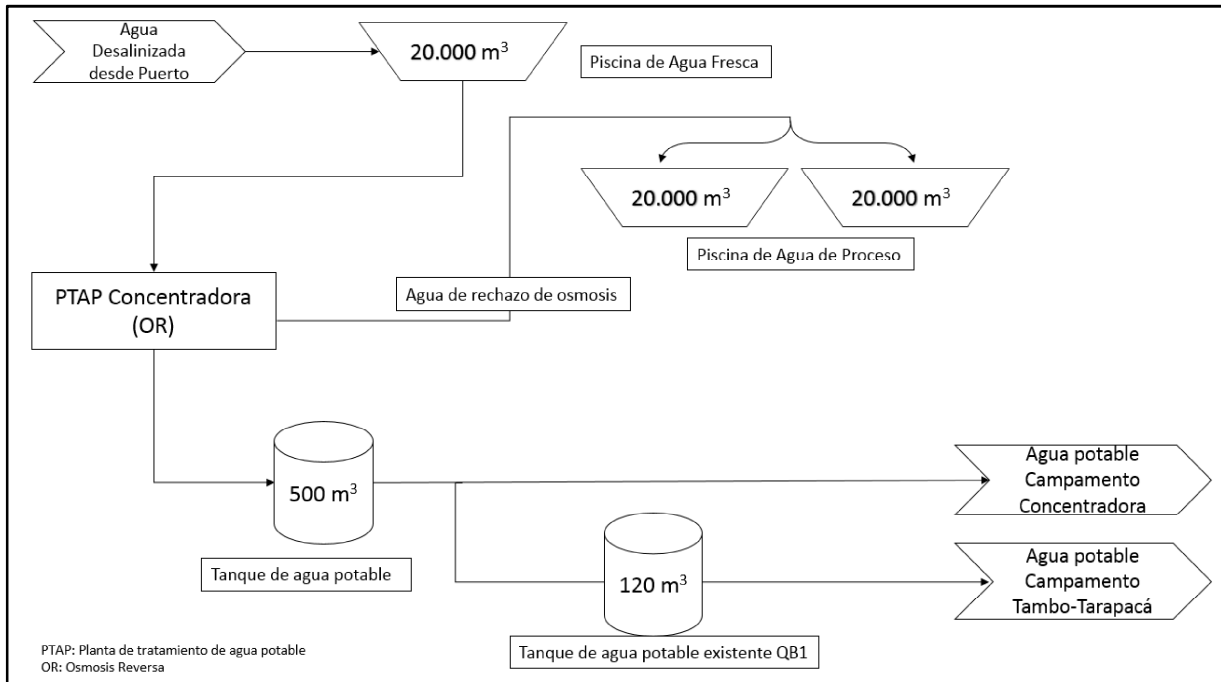 Agua
Desalinizada
desde Puerto
20.000 m³
Piscina de Agua Fresca
20.000 m³
20.000 m³
Piscina de Agua de Proceso
Agua de rechazo de osmosis
PTAP Concentradora
(OR)
500 m³
Tanque de agua potable
Agua potable
Campamento
Concentradora
120 m³
Agua potable
Campamento
Tambo-Tarapacá
Tanque de agua potable existente QB1
PTAP: Planta de tratamiento de agua potable
OR: Osmosis Reversa